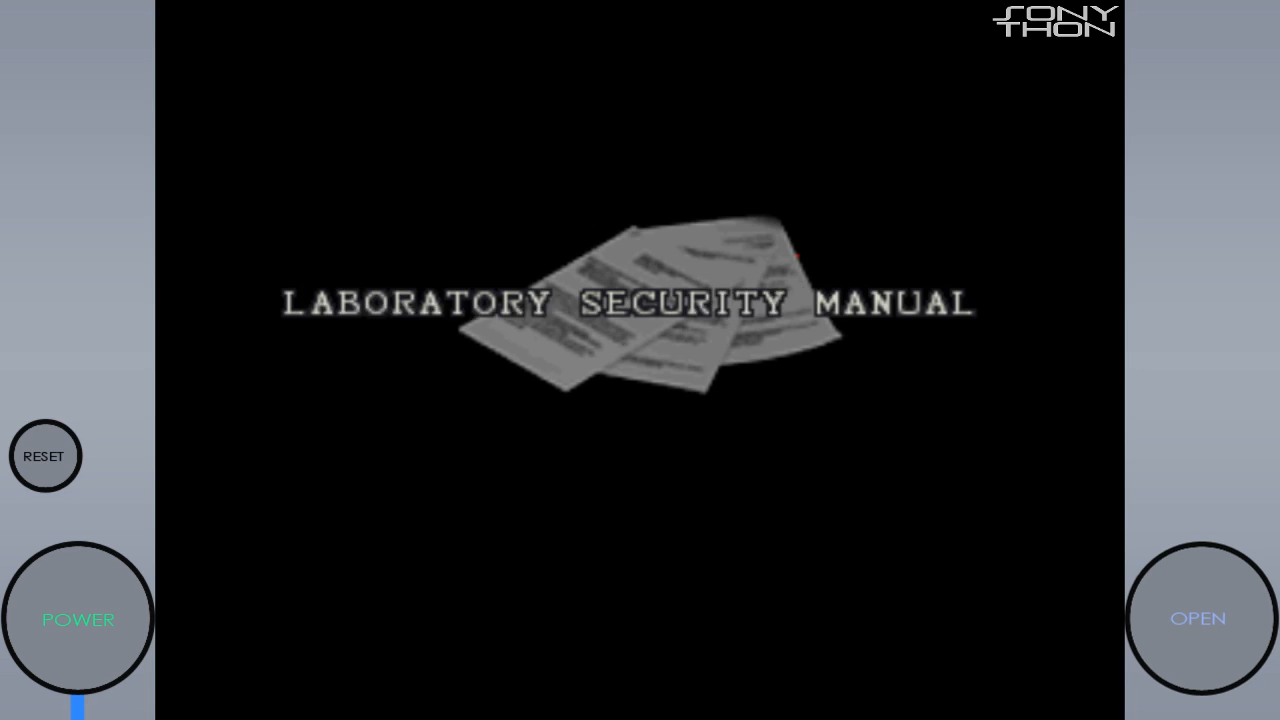 SONY
THON
LABORATORY SECURITY MANUAL
RESET
POWER
OPEN